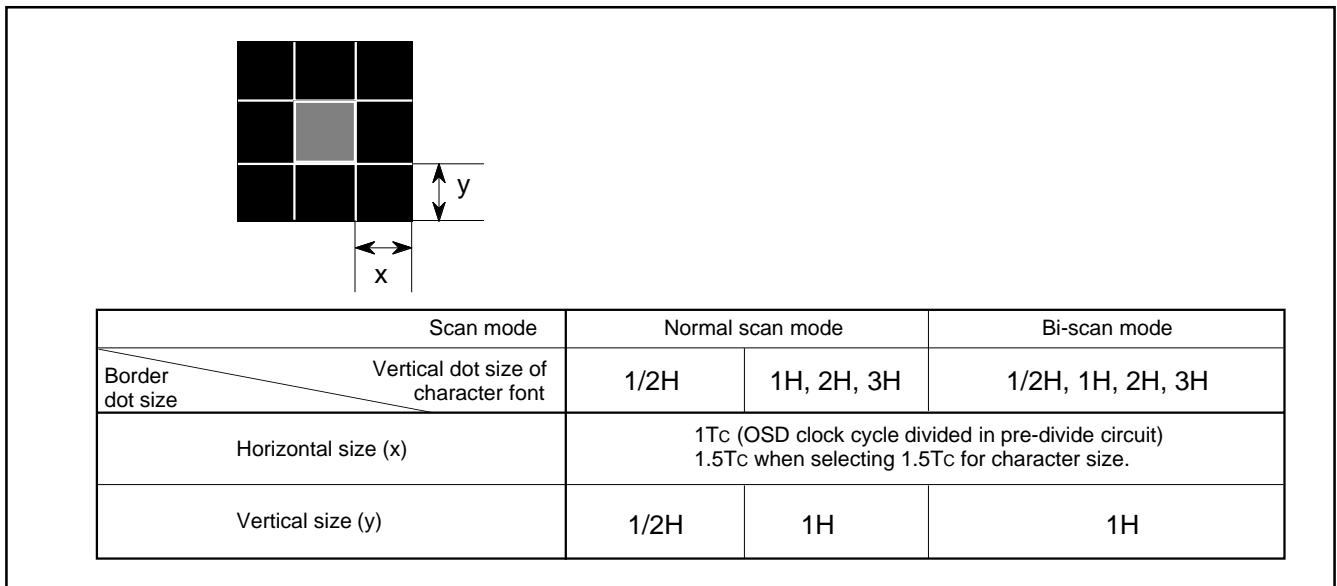 y
x
Scan mode
Normal scan mode
Bi-scan mode
Border
dot size
Vertical dot size of
character font
1/2H
1H, 2H, 3H
1/2H, 1H, 2H, 3H
Horizontal size (x)
1TC (OSD clock cycle divided in pre-divide circuit)
1.5TC when selecting 1.5TC for character size.
Vertical size (y)
1/2H
1H
1H